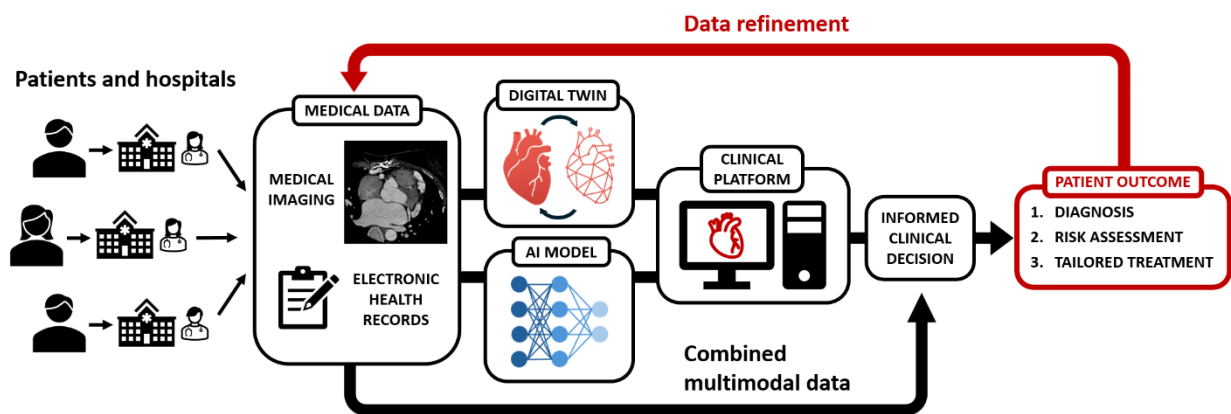 Data refinement
Patients and hospitals
MEDICAL DATA
MEDICAL
IMAGING
ELECTRONIC
HEALTH
RECORDS
DIGITAL TWIN
AI MODEL
CLINICAL
PLATFORM
INFORMED
CLINICAL
DECISION
PATIENT OUTCOME
1. DIAGNOSIS
2. RISK ASSESSMENT
3. TAILORED TREATMENT
Combined
multimodal data